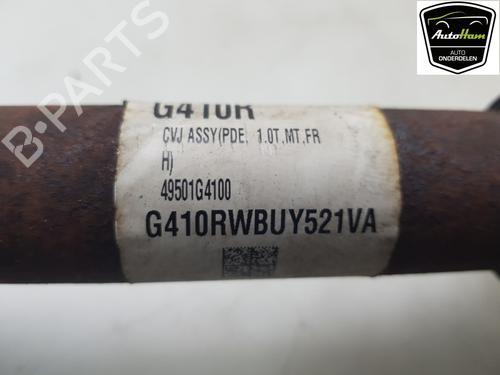 AutoHam
AUTO
ONDERDELEN
G410R
CVJ ASSY(PDE, 1.0T,MT,FR
H)
49501G4100
G410RWBUY521VA
B-Parts